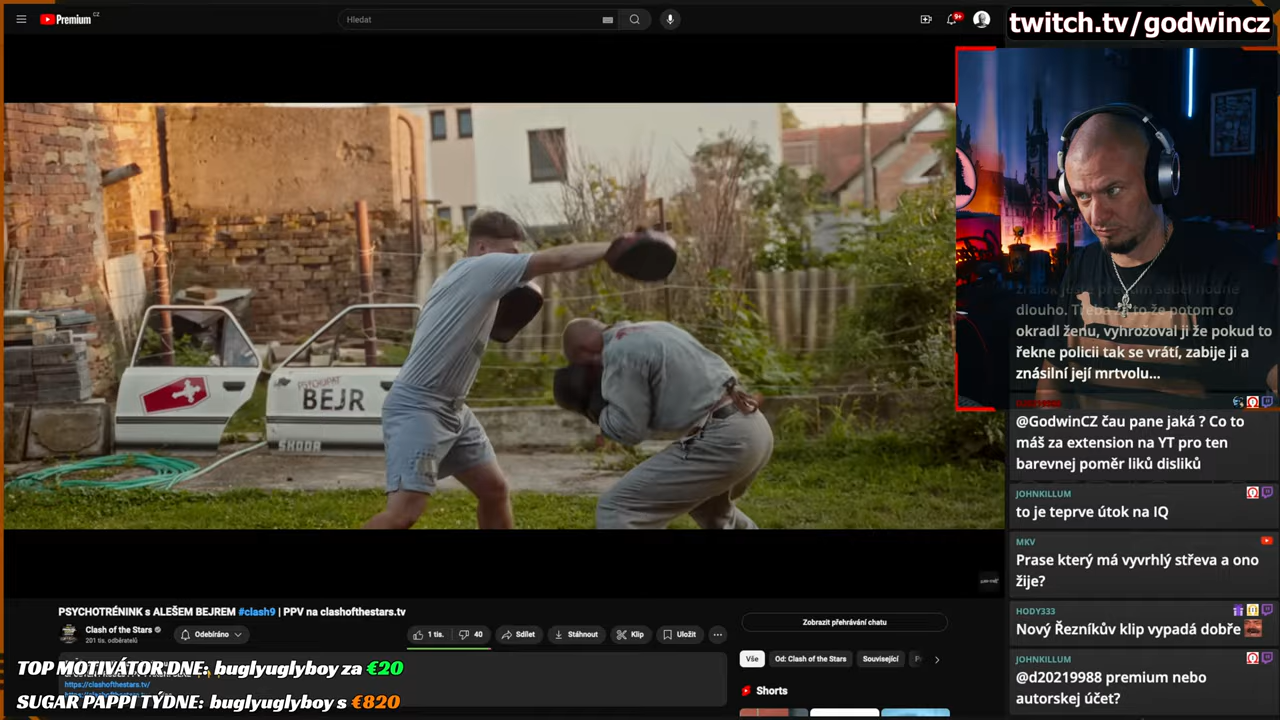 Premium CZ
Hledat
9+
twitch.tv/godwincz
PSYCHOPAT
BEJR
ŠKODA
dlouho. Třeba za to že potom co
okradl ženu, vyhrožoval ji že pokud to
řekne policii tak se vrátí, zabije ji a
znásilní její mrtvolu...
@GodwinCZ čau pane jaká ? Co to
máš za extension na YT pro ten
barevnej poměr liků disliků
JOHNKILLUM
to je teprve útok na IQ
MKV
Prase který má vyvrhlý střeva a ono
žije?
HODY333
Nový Řezníkův klip vypadá dobře
JOHNKILLUM
@d20219988 premium nebo
autorskej účet?
PSYCHOTRÉNINK s ALEŠEM BEJREM #clash9 | PPV na clashofthestars.tv
Clash of the Stars
201 tis. odběratelů
Odebíráno
1 tis.
40
Sdílet
Stáhnout
Klip
Uložit
Zobrazit přehrávání chatu
Vše
Od: Clash of the Stars
Související
Shorts
https://clashofthestars.tv/
TOP MOTIVÁTOR DNE: buglyuglyboy za €20
SUGAR PAPPI TÝDNE: buglyuglyboy s €820